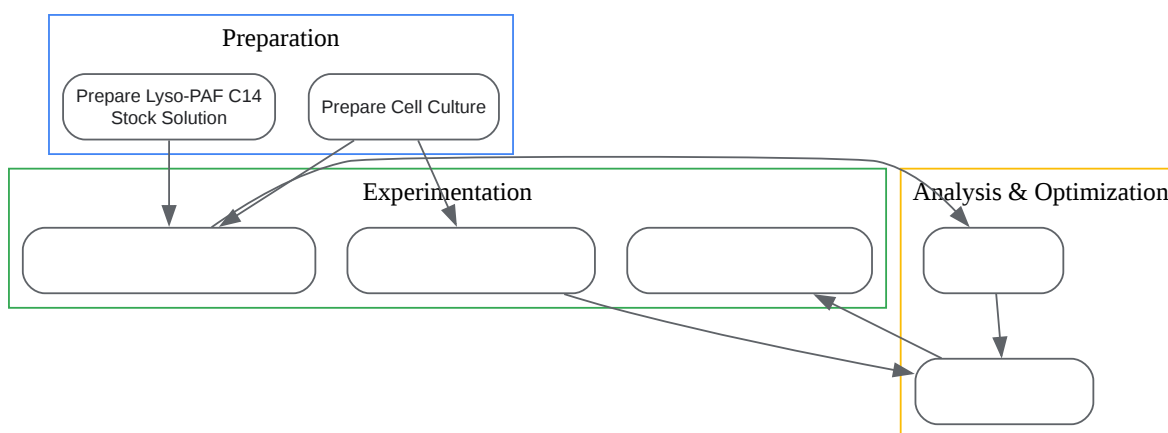 Preparation
Prepare Lyso-PAF C14
Stock Solution
Prepare Cell Culture
Experimentation
Analysis & Optimization